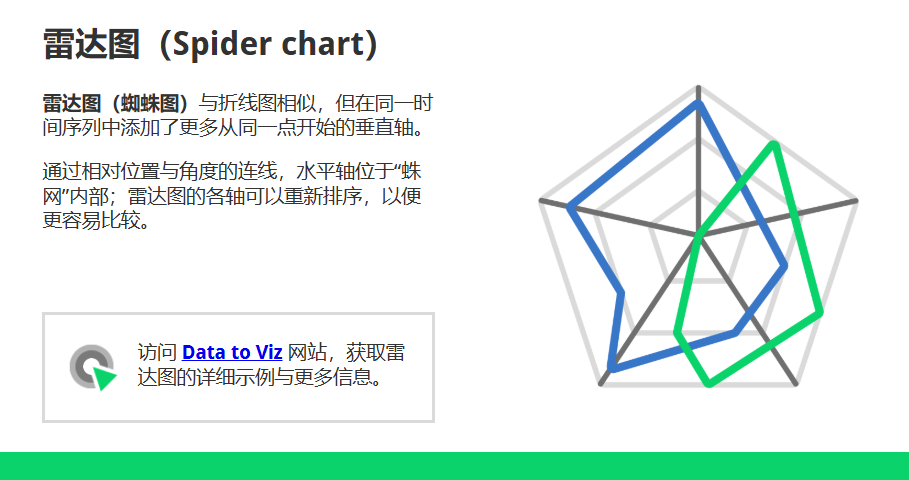 雷达图（Spider chart）
雷达图（蜘蛛图）与折线图相似，但在同一时
间序列中添加了更多从同一点开始的垂直轴。
通过相对位置与角度的连线，水平轴位于“蛛
网”内部；雷达图的各轴可以重新排序，以便
更容易比较。
访问 Data to Viz 网站，获取雷
达图的详细示例与更多信息。